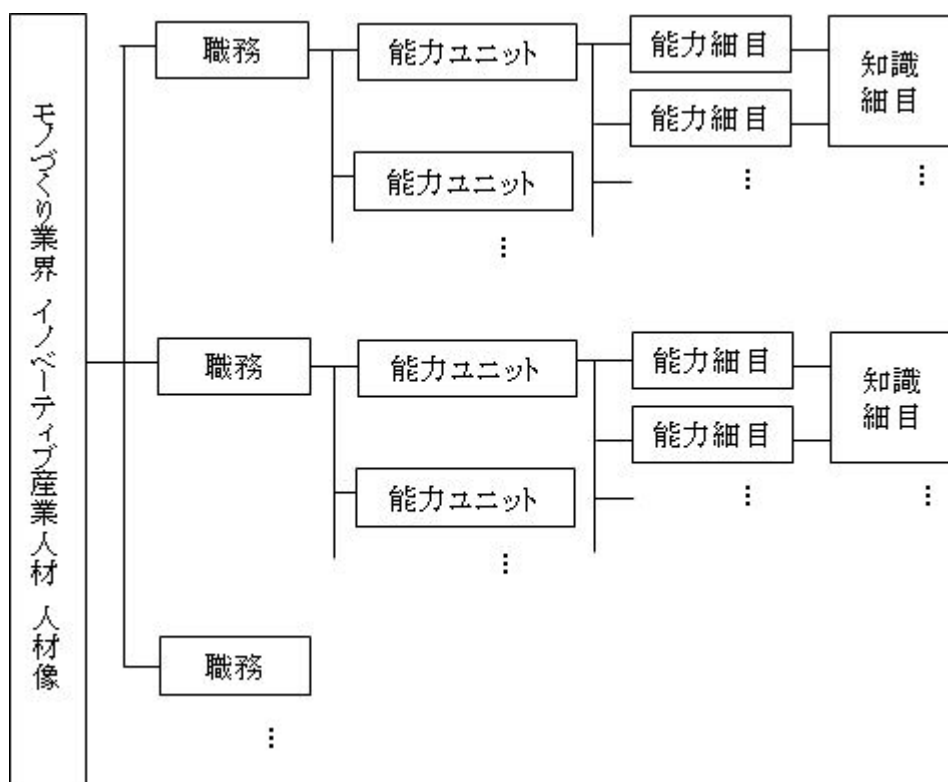 モノづくり業界 イノベーティブ産業人材 人材像
職務
能力ユニット
能力細目
知識
細目
能力細目
⋮
⋮
能力ユニット
⋮
職務
能力ユニット
能力細目
知識
細目
能力細目
⋮
⋮
能力ユニット
⋮
職務
⋮